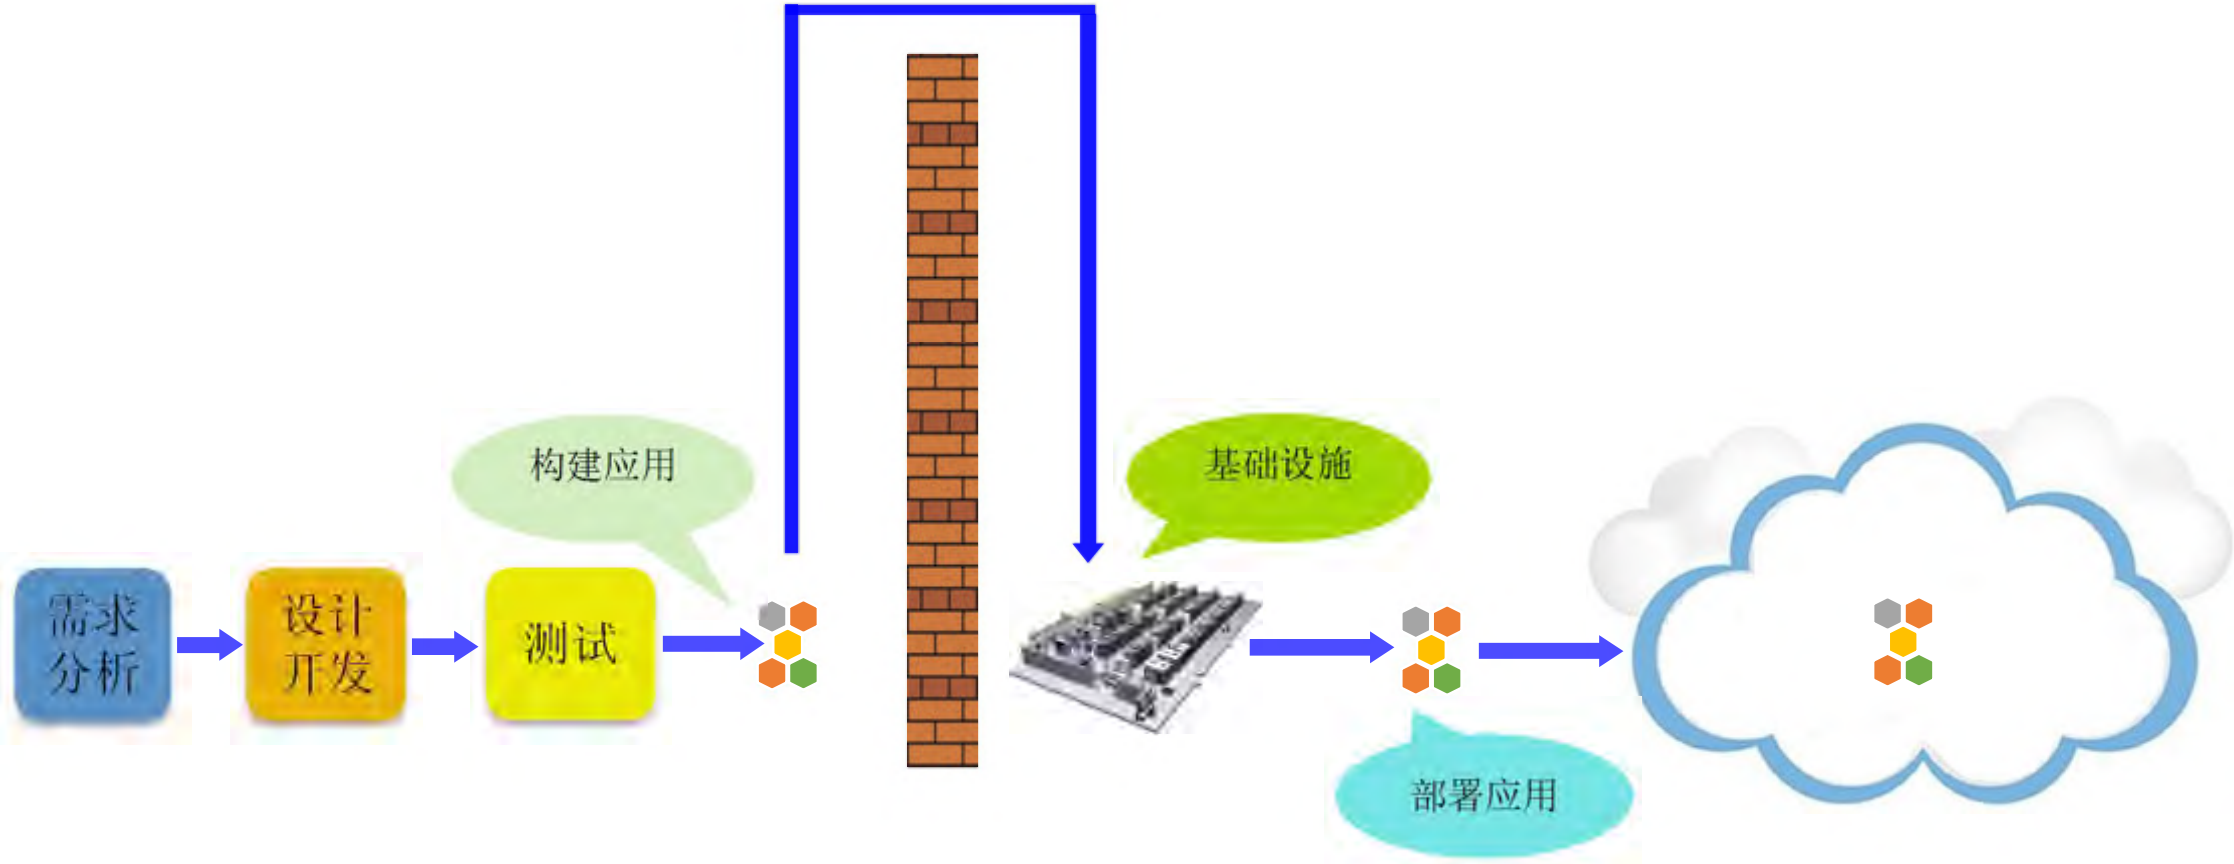 构建应用
基础设施
需求
分析
设计
开发
测试
部署应用